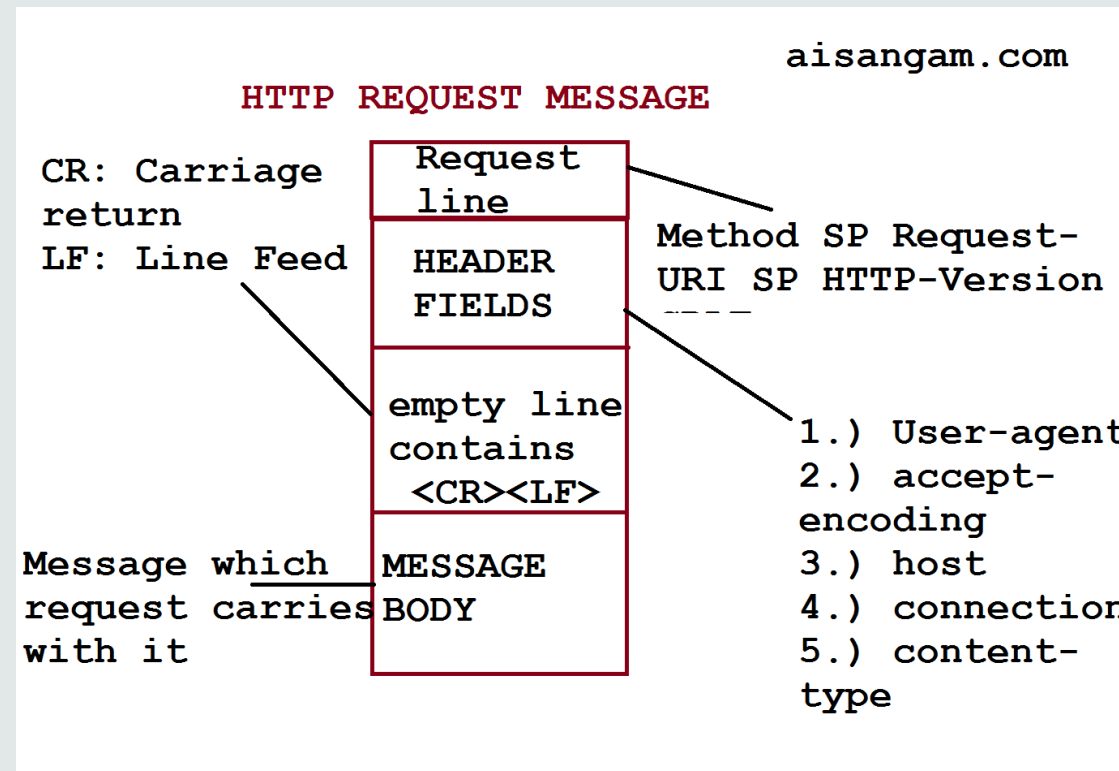 aisangam.com
HTTP REQUEST MESSAGE
CR: Carriage
return
LF: Line Feed
Request
line
Method SP Request-
URI SP HTTP-Version
HEADER
FIELDS
empty line
contains
<CR><LF>
1.) User-agent
2.) accept-
encoding
3.) host
4.) connection
5.) content-
type
Message which
request carries
with it
MESSAGE
BODY